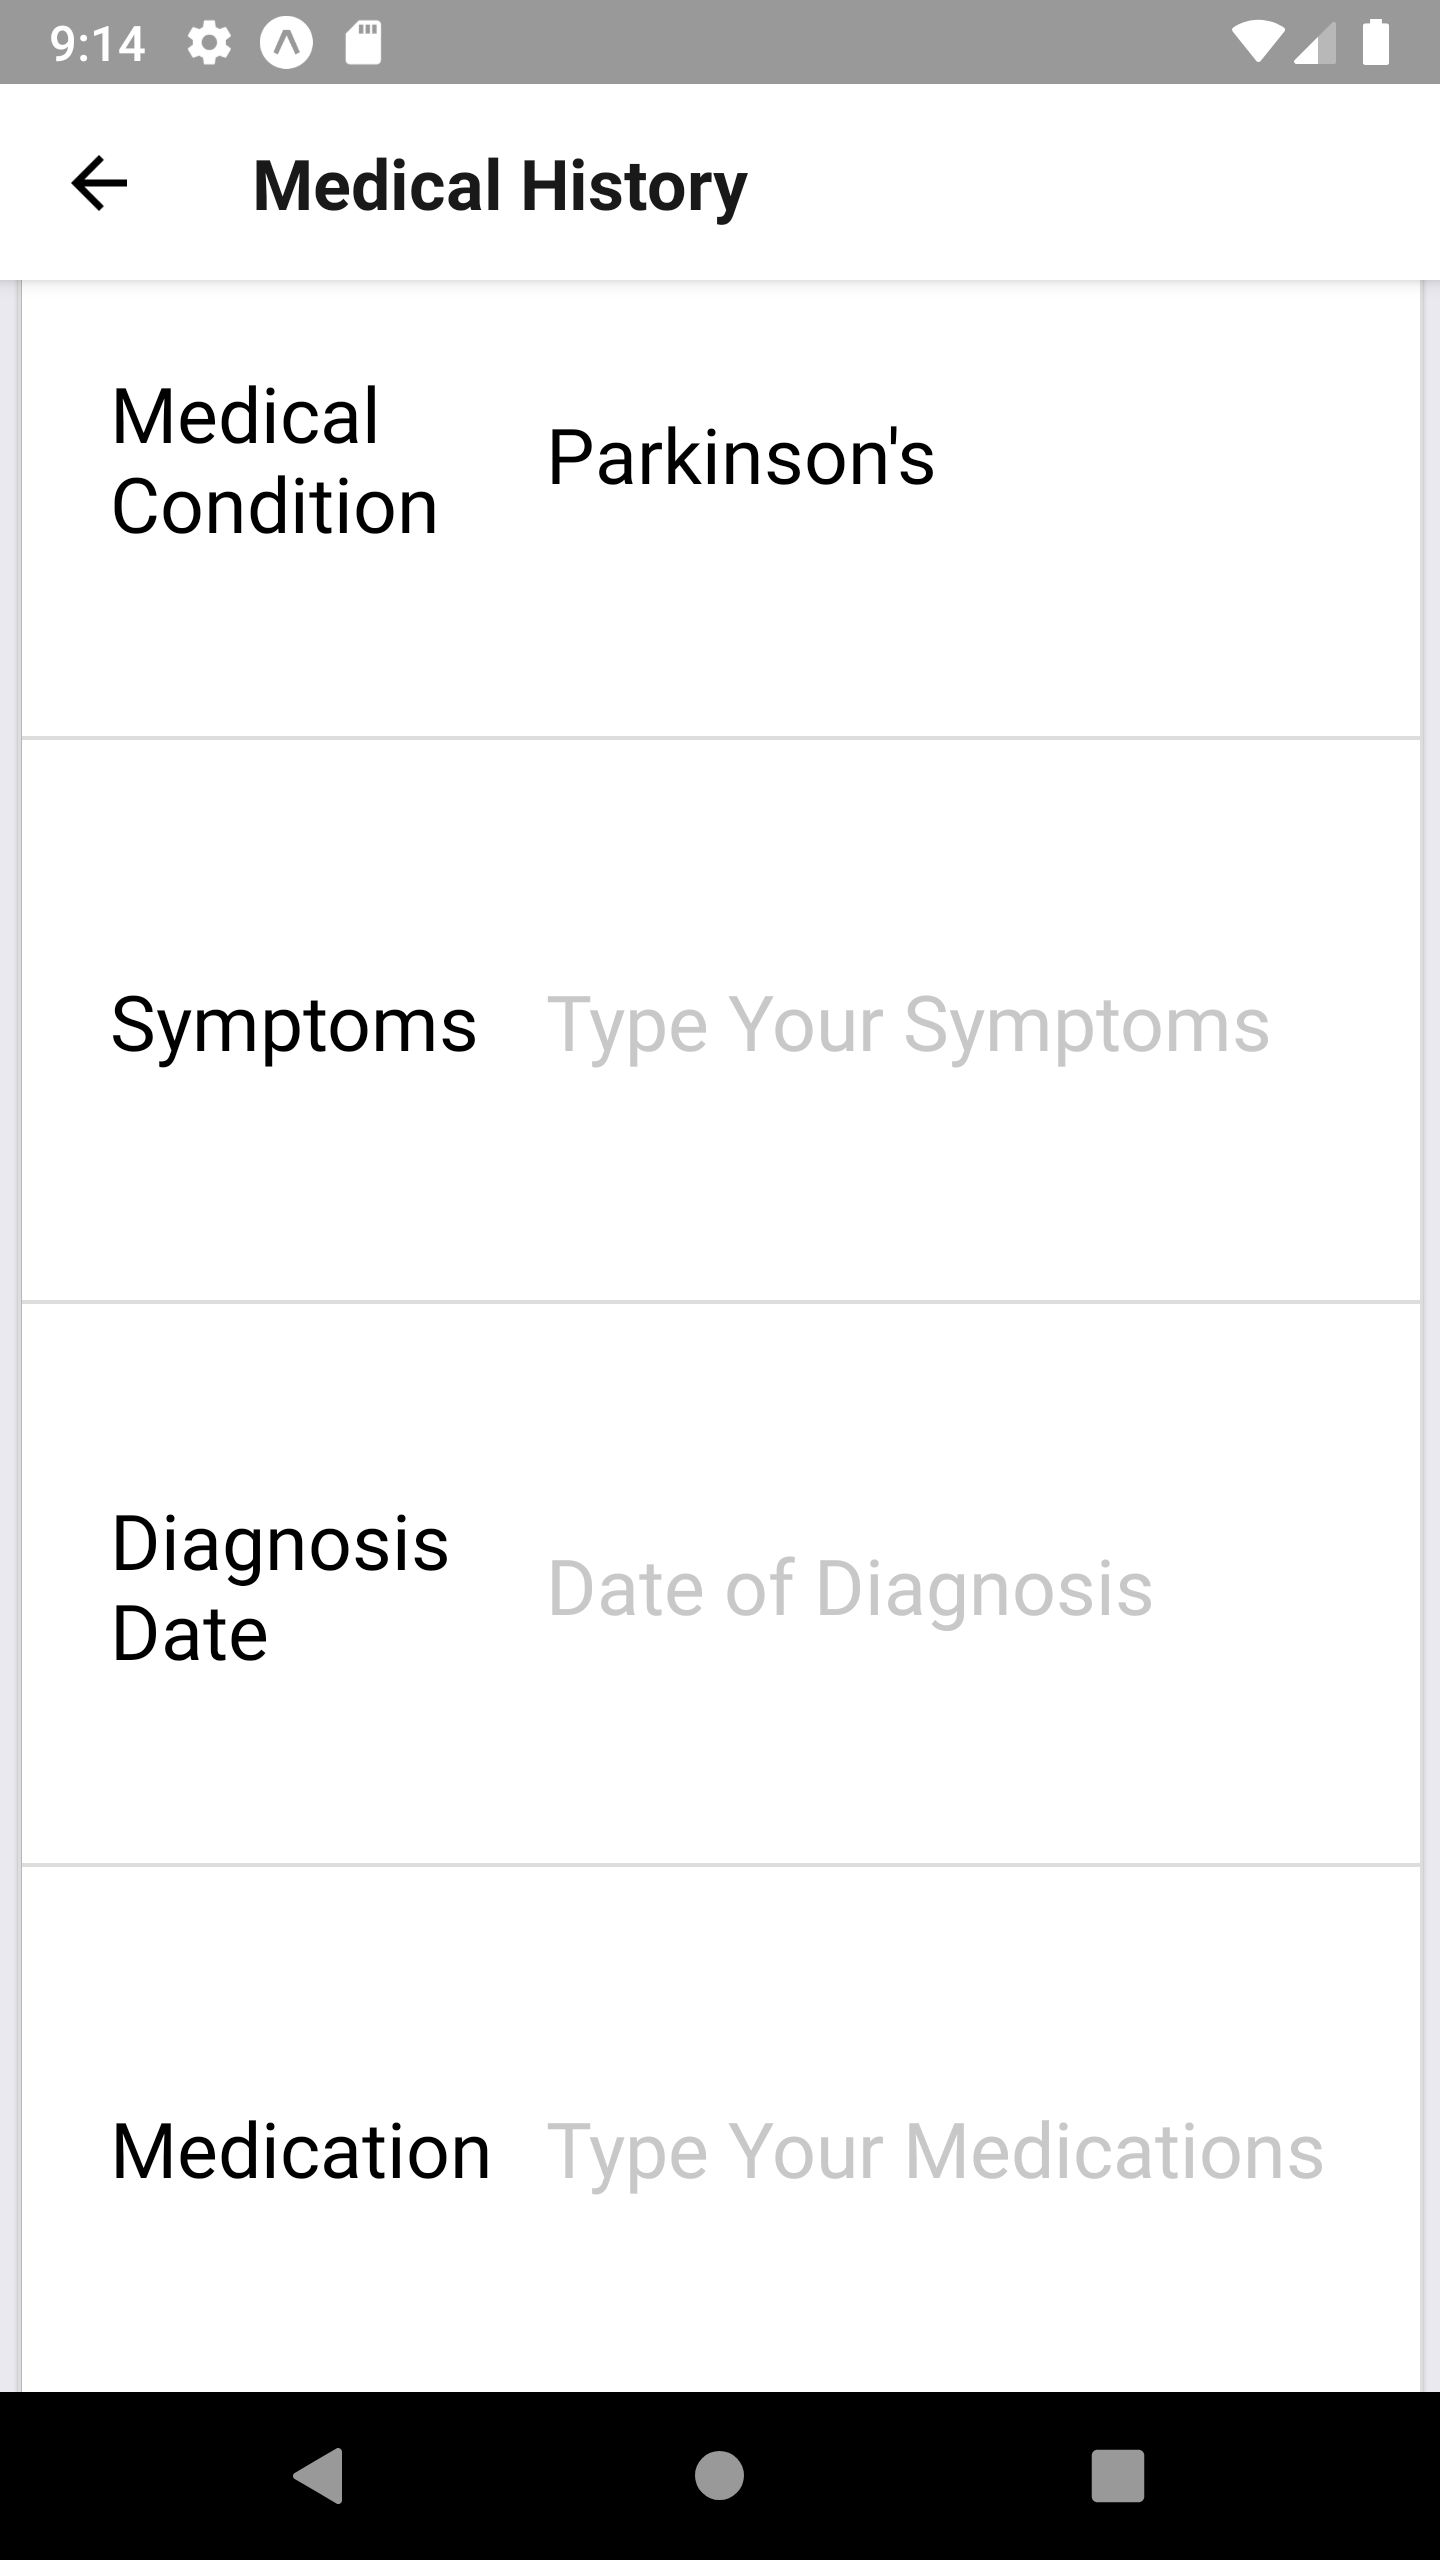 9:14
Medical History
Medical
Condition
Parkinson's
Symptoms
Type Your Symptoms
Diagnosis
Date
Date of Diagnosis
Medication
Type Your Medications